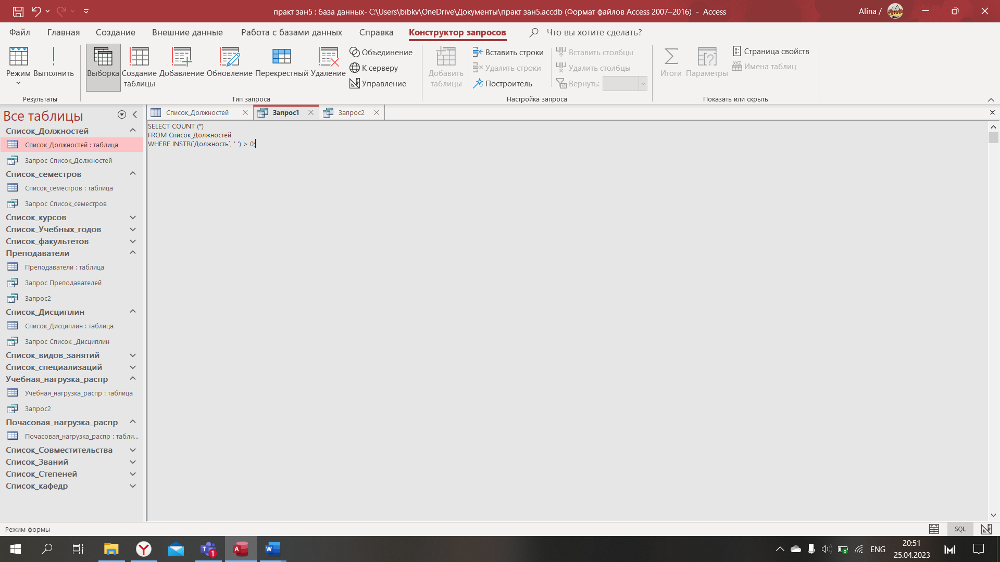 практ зан5 : база данных- C:\Users\bibkv\OneDrive\Документы\практ зан5.accdb (Формат файлов Access 2007–2016) - Access
Alina /
Файл Главная Создание Внешние данные Работа с базами данных Справка Конструктор запросов Что вы хотите сделать?
Режим
Выполнить
Результаты
Выборка
Создание таблицы
Добавление
Обновление
Перекрестный
Удаление
Объединение
К серверу
Управление
Тип запроса
Добавить таблицы
Вставить строки
Удалить строки
Построитель
Вставить столбцы
Удалить столбцы
Вернуть:
Настройка запроса
Итоги
Параметры
Страница свойств
Имена таблиц
Показать или скрыть
Все таблицы
Список_Должностей
Список_Должностей : таблица
Запрос Список_Должностей
Список_семестров
Список_семестров : таблица
Запрос Список_семестров
Список_курсов
Список_Учебных_годов
Список_факультетов
Преподаватели
Преподаватели : таблица
Запрос Преподавателей
Запрос2
Список_Дисциплин
Список_Дисциплин : таблица
Запрос Список _Дисциплин
Список_видов_занятий
Список_специализаций
Учебная_нагрузка_распр
Учебная_нагрузка_распр : таблица
Запрос2
Почасовая_нагрузка_распр
Почасовая_нагрузка_распр : табли...
Список_Совместительства
Список_Званий
Список_Степеней
Список_кафедр
Список_Должностей Запрос1 Запрос2
SELECT COUNT (*)
FROM Список_Должностей
WHERE INSTR(`Должность`, ' ') > 0;
Режим формы
SQL
ENG
20:51
25.04.2023